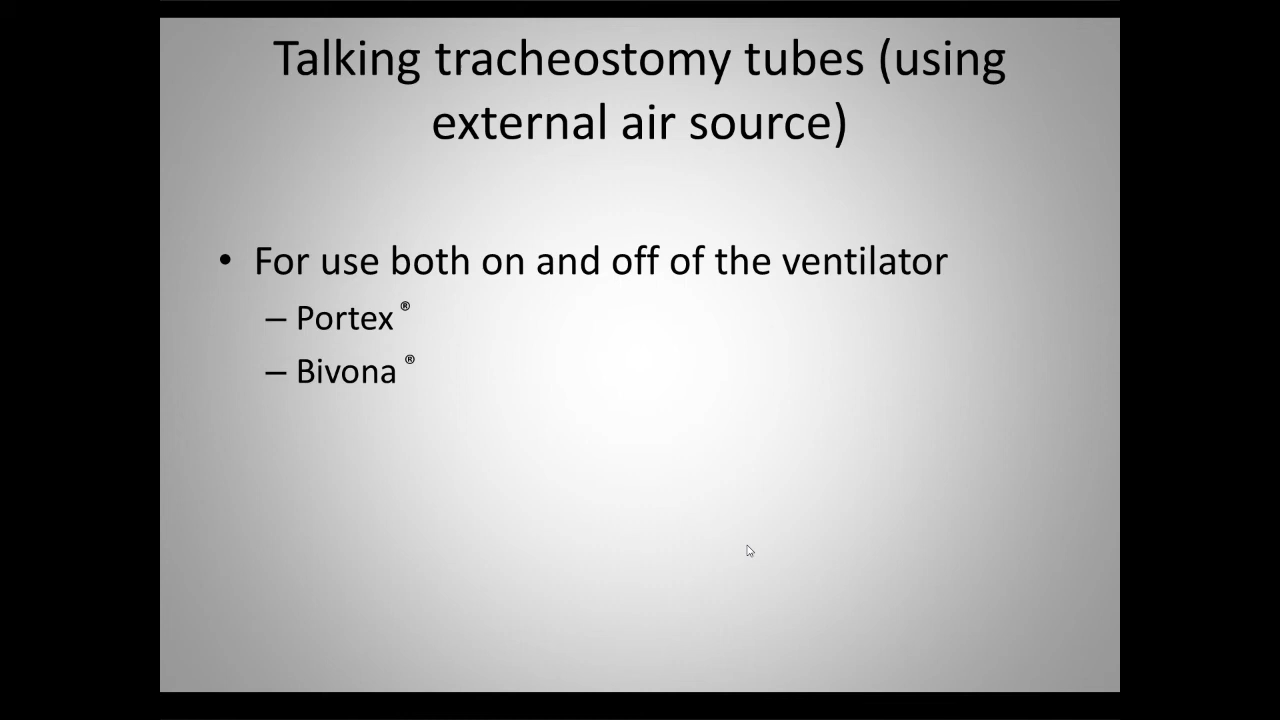 Talking tracheostomy tubes (using
external air source)
• For use both on and off of the ventilator
– Portex ®
– Bivona ®